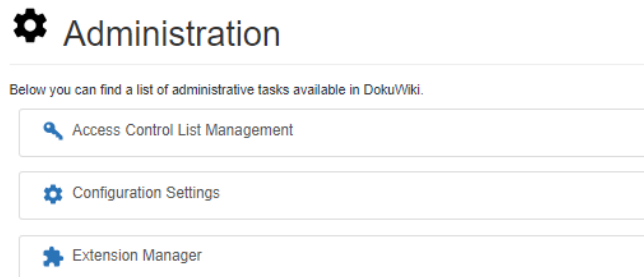 Administration
Below you can find a list of administrative tasks available in DokuWiki.
Access Control List Management
Configuration Settings
Extension Manager